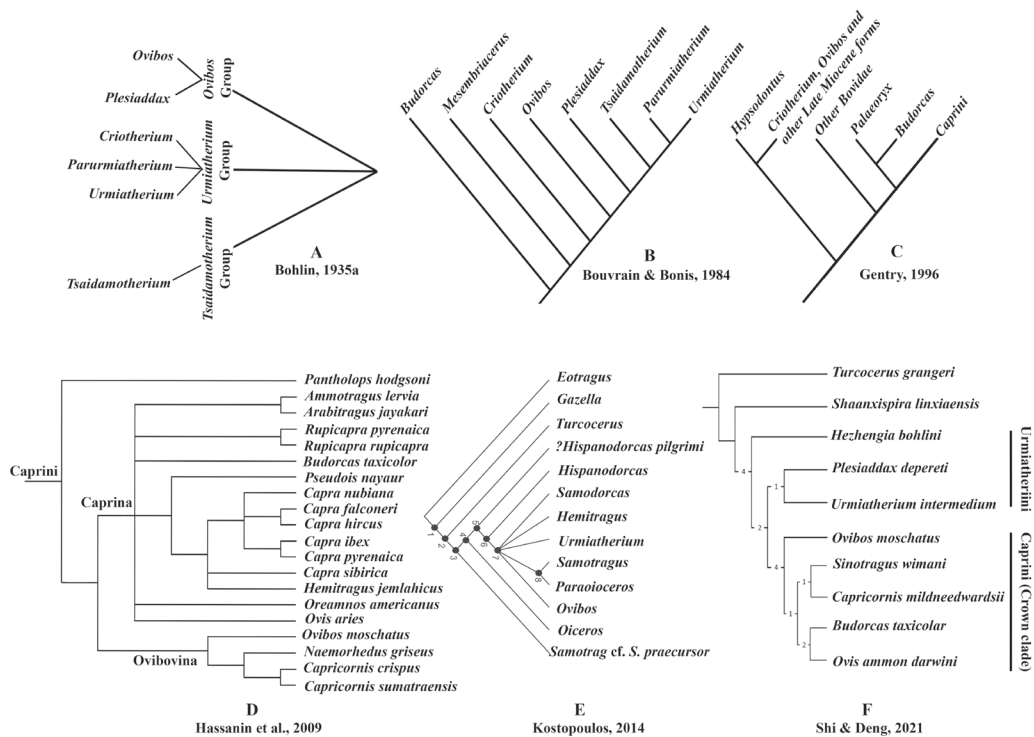 Ovibos
Plesiaddax
Ovibos
Group
Criotherium
Parurmiatherium
Urmiatherium
Urmiatherium
Group
Tsaidamotherium
Tsaidamotherium
Group
A
Bohlin, 1935a
Budorcas
Mesembriacerus
Criotherium
Ovibos
Plesiaddax
Tsaidamotherium
Parurmiatherium
Urmiatherium
B
Bouvrain & Bonis, 1984
Hypsodontus
Criotherium, Ovibos and
other Late Miocene forms
Other Bovidae
Palaeoryx
Budorcas
Caprini
C
Gentry, 1996
Caprini
Caprina
Ovibovina
Pantholops hodgsoni
Ammotragus lervia
Arabitragus jayakari
Rupicapra pyrenaica
Rupicapra rupicapra
Budorcas taxicolor
Pseudois nayaur
Capra nubiana
Capra falconeri
Capra hircus
Capra ibex
Capra pyrenaica
Capra sibirica
Hemitragus jemlahicus
Oreamnos americanus
Ovis aries
Ovibos moschatus
Naemorhedus griseus
Capricornis crispus
Capricornis sumatraensis
D
Hassanin et al., 2009
Eotragus
Gazella
Turcocerus
?Hispanodorcas pilgrimi
Hispanodorcas
Samodorcas
Hemitragus
Urmiatherium
Samotragus
Paraoioceros
Ovibos
Oiceros
Samotrag cf. S. praecursor
1
2
3
4
5
6
7
8
E
Kostopoulos, 2014
Turcocerus grangeri
Shaanxispira linxiaensis
Hezhengia bohlini
Plesiaddax depereti
Urmiatherium intermedium
Ovibos moschatus
Sinotragus wimani
Capricornis mildneedwardsii
Budorcas taxicolar
Ovis ammon darwini
4
1
2
4
1
1
2
Urmiatheriini
Caprini (Crown clade)
F
Shi & Deng, 2021